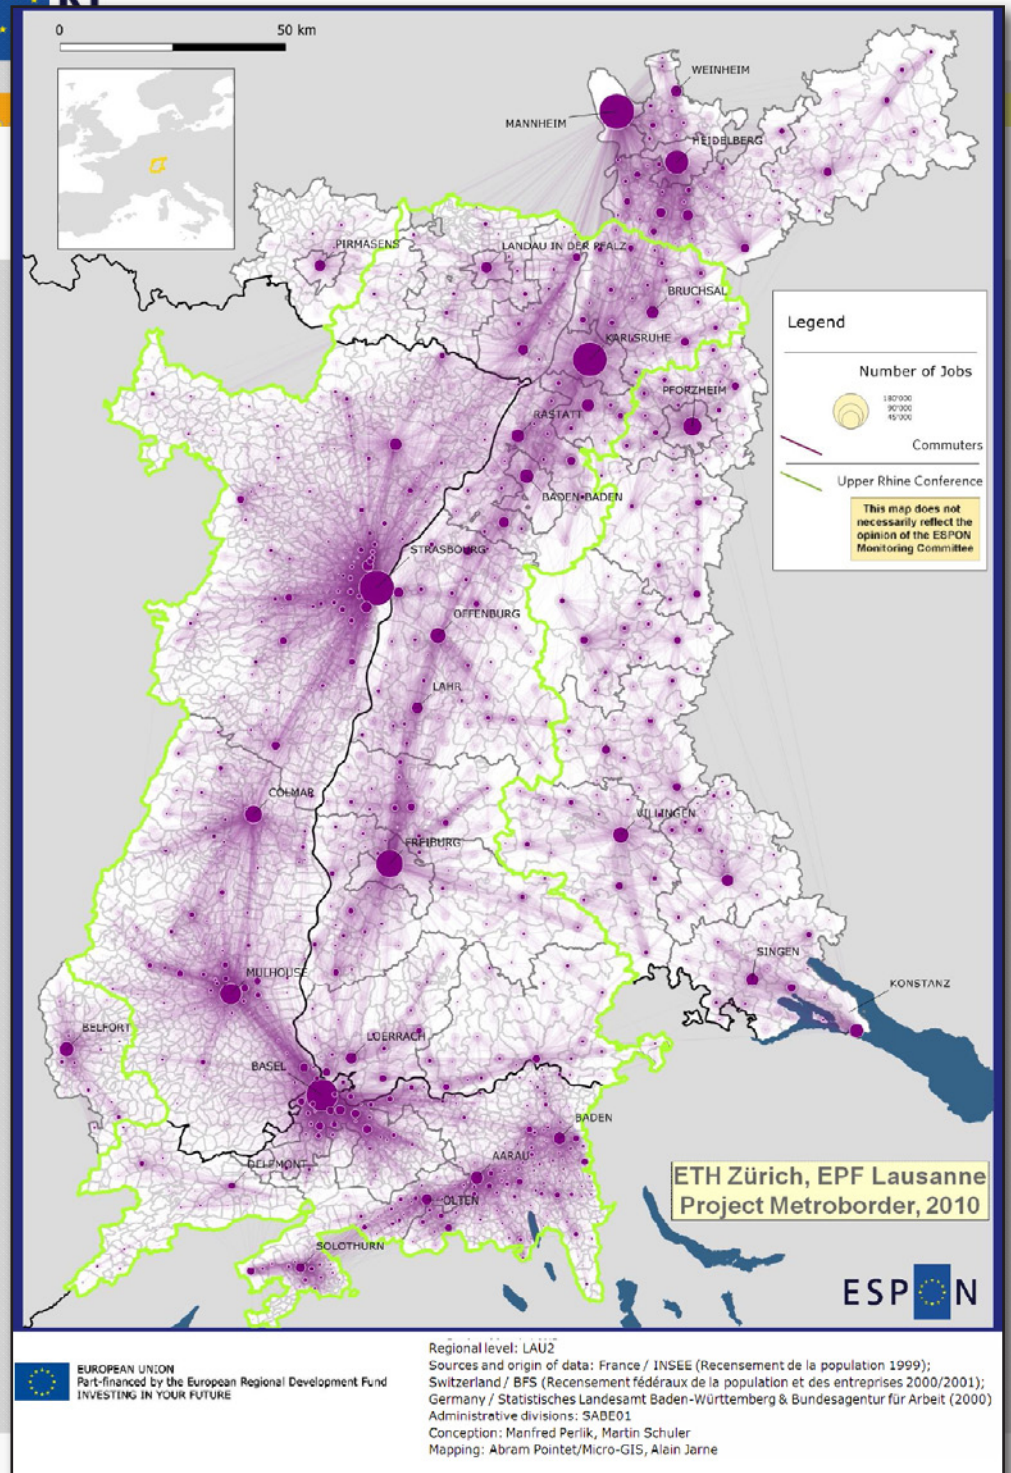 0
50 km
WEINHEIM
MANNHEIM
HEIDELBERG
PIRMASENS
LANDAU IN DER PFALZ
BRUCHSAL
KARLSRUHE
PFORZHEIM
RASTATT
BADEN-BADEN
STRASBOURG
OFFENBURG
LAHR
COLMAR
VILLINGEN
FREIBURG
SINGEN
MULHOUSE
KONSTANZ
BELFORT
LOERRACH
BASEL
BADEN
AARAU
DELEMONT
OLTEN
SOLOTHURN
Legend
Number of Jobs
180'000
90'000
45'000
Commuters
Upper Rhine Conference
This map does not
necessarily reflect the
opinion of the ESPON
Monitoring Committee
ETH Zürich, EPF Lausanne
Project Metroborder, 2010
ESPON
EUROPEAN UNION
Part-financed by the European Regional Development Fund
INVESTING IN YOUR FUTURE
Regional level: LAU2
Sources and origin of data: France / INSEE (Recensement de la population 1999);
Switzerland / BFS (Recensement fédéraux de la population et des entreprises 2000/2001);
Germany / Statistisches Landesamt Baden-Württemberg & Bundesagentur für Arbeit (2000)
Administrative divisions: SABE01
Conception: Manfred Perlik, Martin Schuler
Mapping: Abram Pointet/Micro-GIS, Alain Jarne